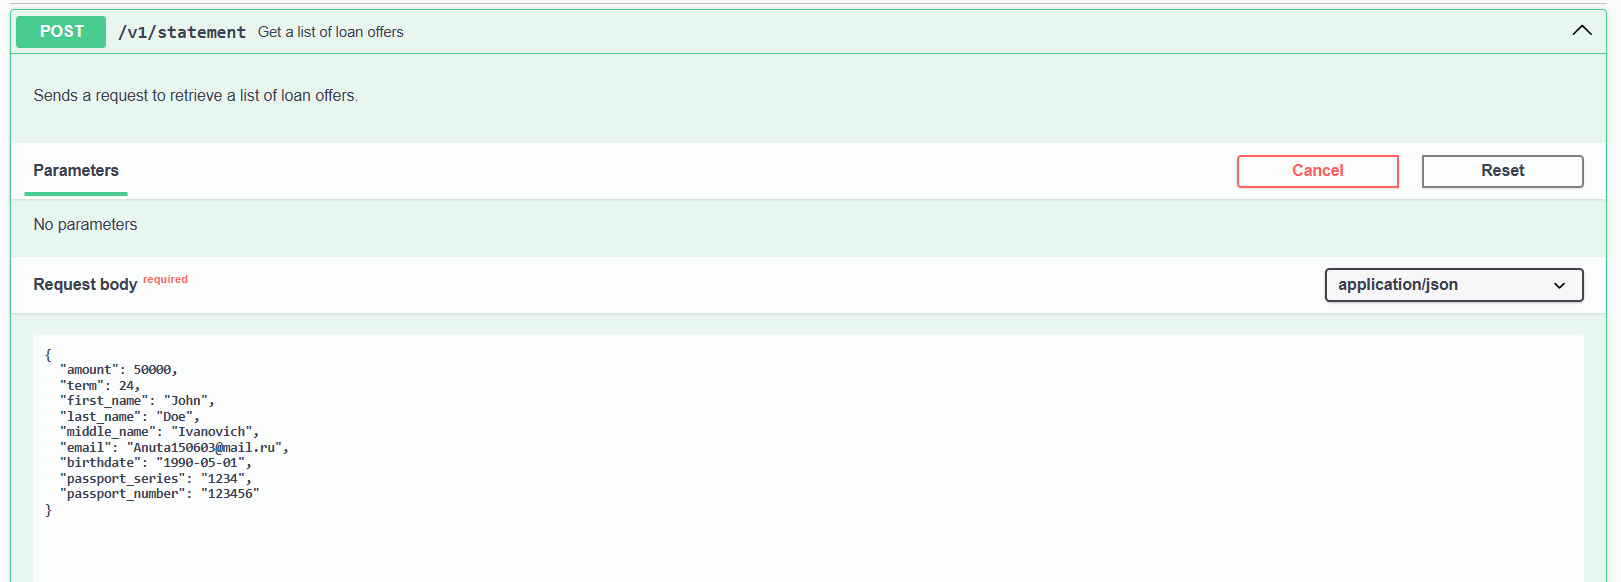 POST /v1/statement Get a list of loan offers
Sends a request to retrieve a list of loan offers.
Parameters Cancel Reset
No parameters
Request body required application/json
{
  "amount": 50000,
  "term": 24,
  "first_name": "John",
  "last_name": "Doe",
  "middle_name": "Ivanovich",
  "email": "Anuta150603@mail.ru",
  "birthdate": "1990-05-01",
  "passport_series": "1234",
  "passport_number": "123456"
}